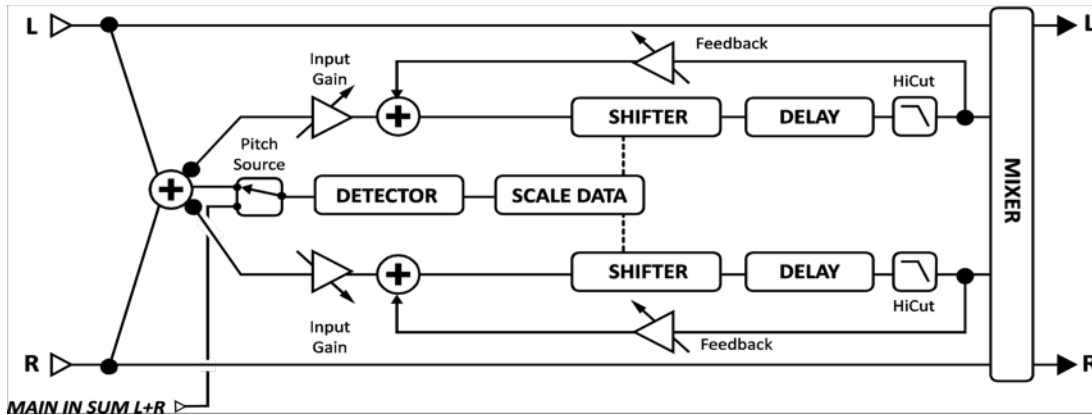 L
L
Feedback
Input
Gain
HiCut
+
SHIFTER
DELAY
Pitch
Source
+
DETECTOR
SCALE DATA
MIXER
+
SHIFTER
DELAY
HiCut
Input
Gain
Feedback
R
R
MAIN IN SUM L+R